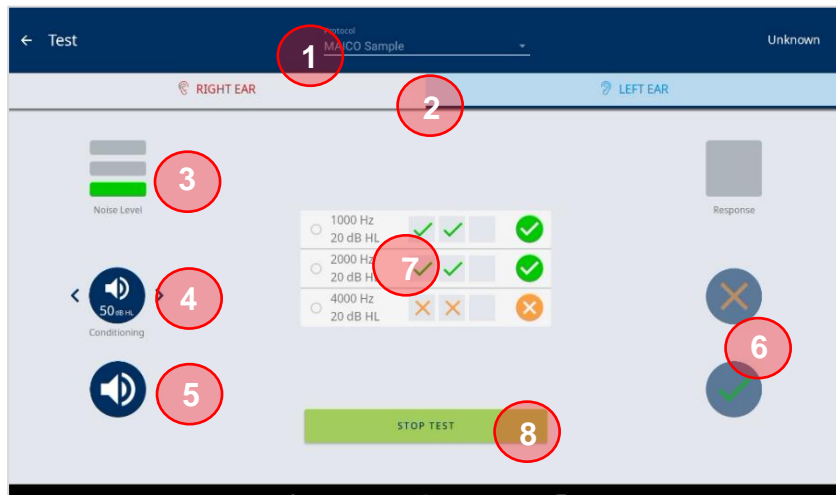 Protocol
← Test
MAICO Sample
Unknown
1
RIGHT EAR
LEFT EAR
2
3
Noise Level
Response
1000 Hz
20 dB HL
2000 Hz
20 dB HL
7
4000 Hz
20 dB HL
50 dB HL
4
Conditioning
6
5
STOP TEST
8